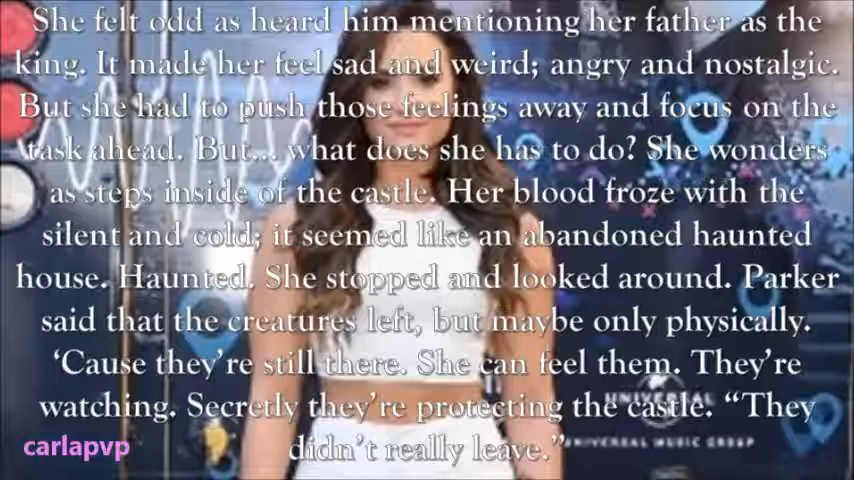 She felt odd as heard him mentioning her father as the
king. It made her feel sad and weird; angry and nostalgic.
But she had to push those feelings away and focus on the
task ahead. But... what does she has to do? She wonders
as steps inside of the castle. Her blood froze with the
silent and cold; it seemed like an abandoned haunted
house. Haunted. She stopped and looked around. Parker
said that the creatures left, but maybe only physically.
‘Cause they’re still there. She can feel them. They’re
watching. Secretly they’re protecting the castle. “They
didn’t really leave.”
UNIVERSAL
UNIVERSAL MUSIC GROUP
carlapvp